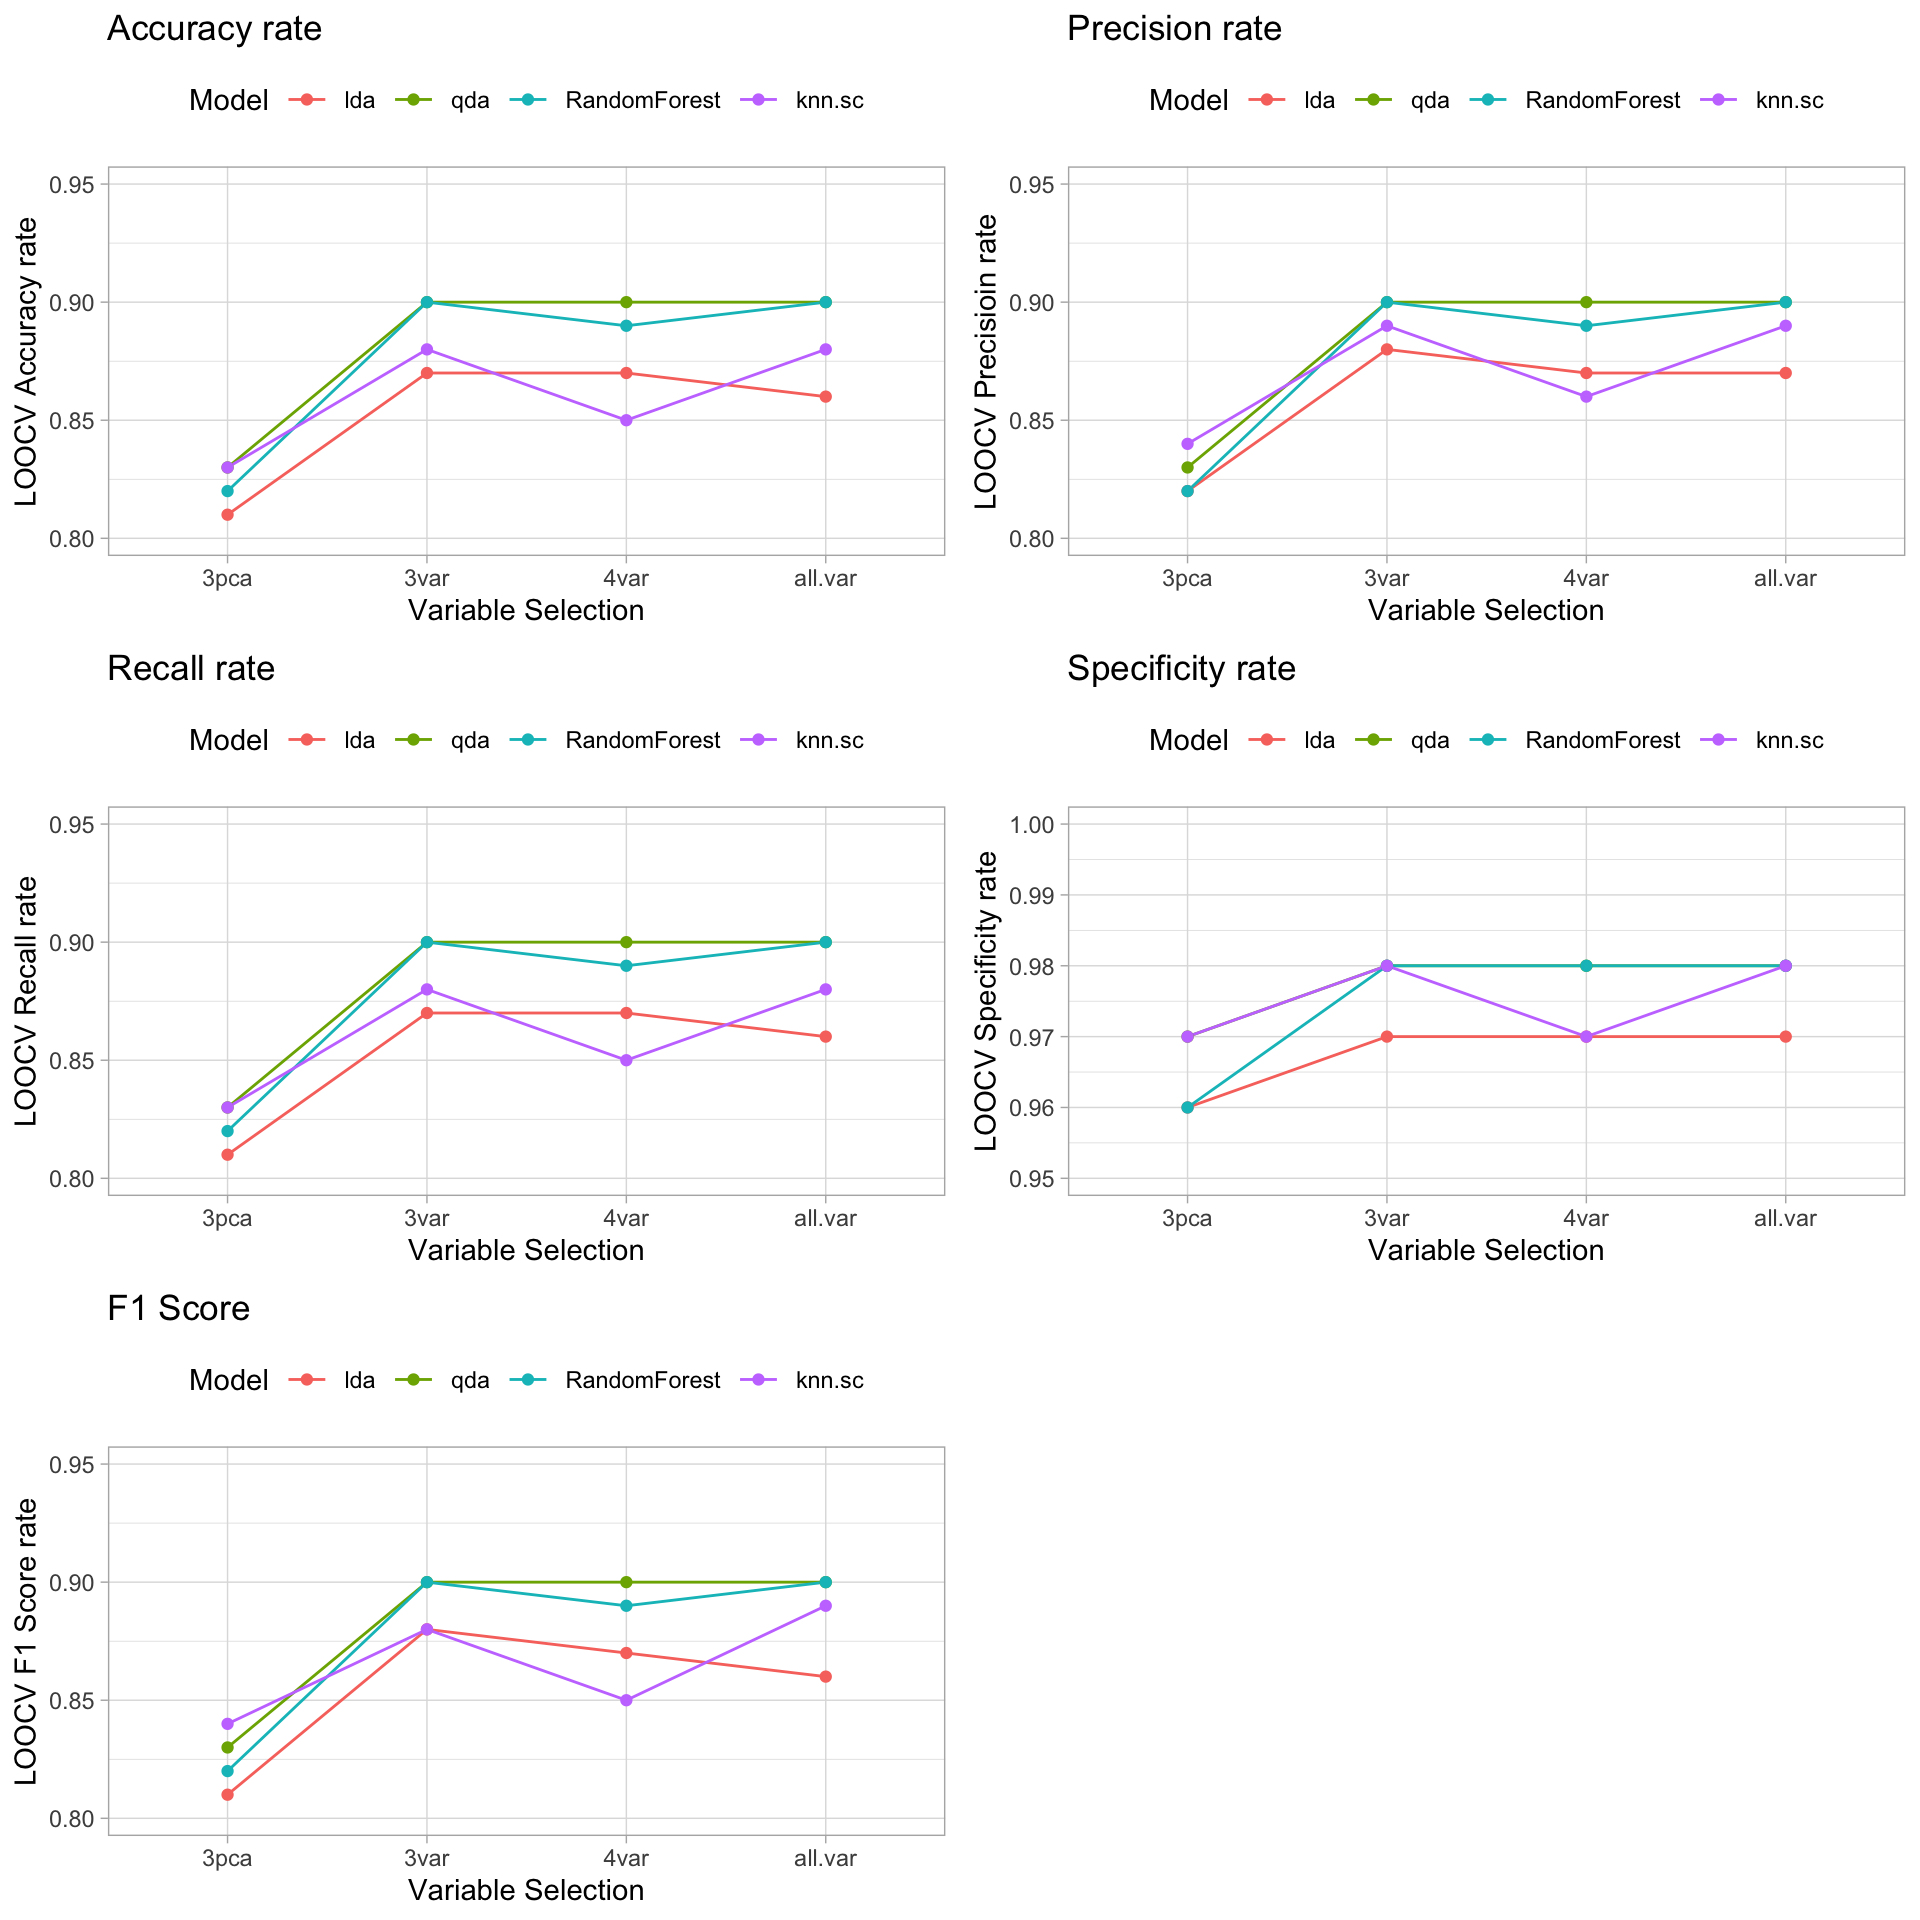 Accuracy rate
Model lda qda RandomForest knn.sc
LOOCV Accuracy rate
0.95
0.90
0.85
0.80
3pca 3var 4var all.var
Variable Selection
Precision rate
Model lda qda RandomForest knn.sc
LOOCV Precisioin rate
0.95
0.90
0.85
0.80
3pca 3var 4var all.var
Variable Selection
Recall rate
Model lda qda RandomForest knn.sc
LOOCV Recall rate
0.95
0.90
0.85
0.80
3pca 3var 4var all.var
Variable Selection
Specificity rate
Model lda qda RandomForest knn.sc
LOOCV Specificity rate
1.00
0.99
0.98
0.97
0.96
0.95
3pca 3var 4var all.var
Variable Selection
F1 Score
Model lda qda RandomForest knn.sc
LOOCV F1 Score rate
0.95
0.90
0.85
0.80
3pca 3var 4var all.var
Variable Selection